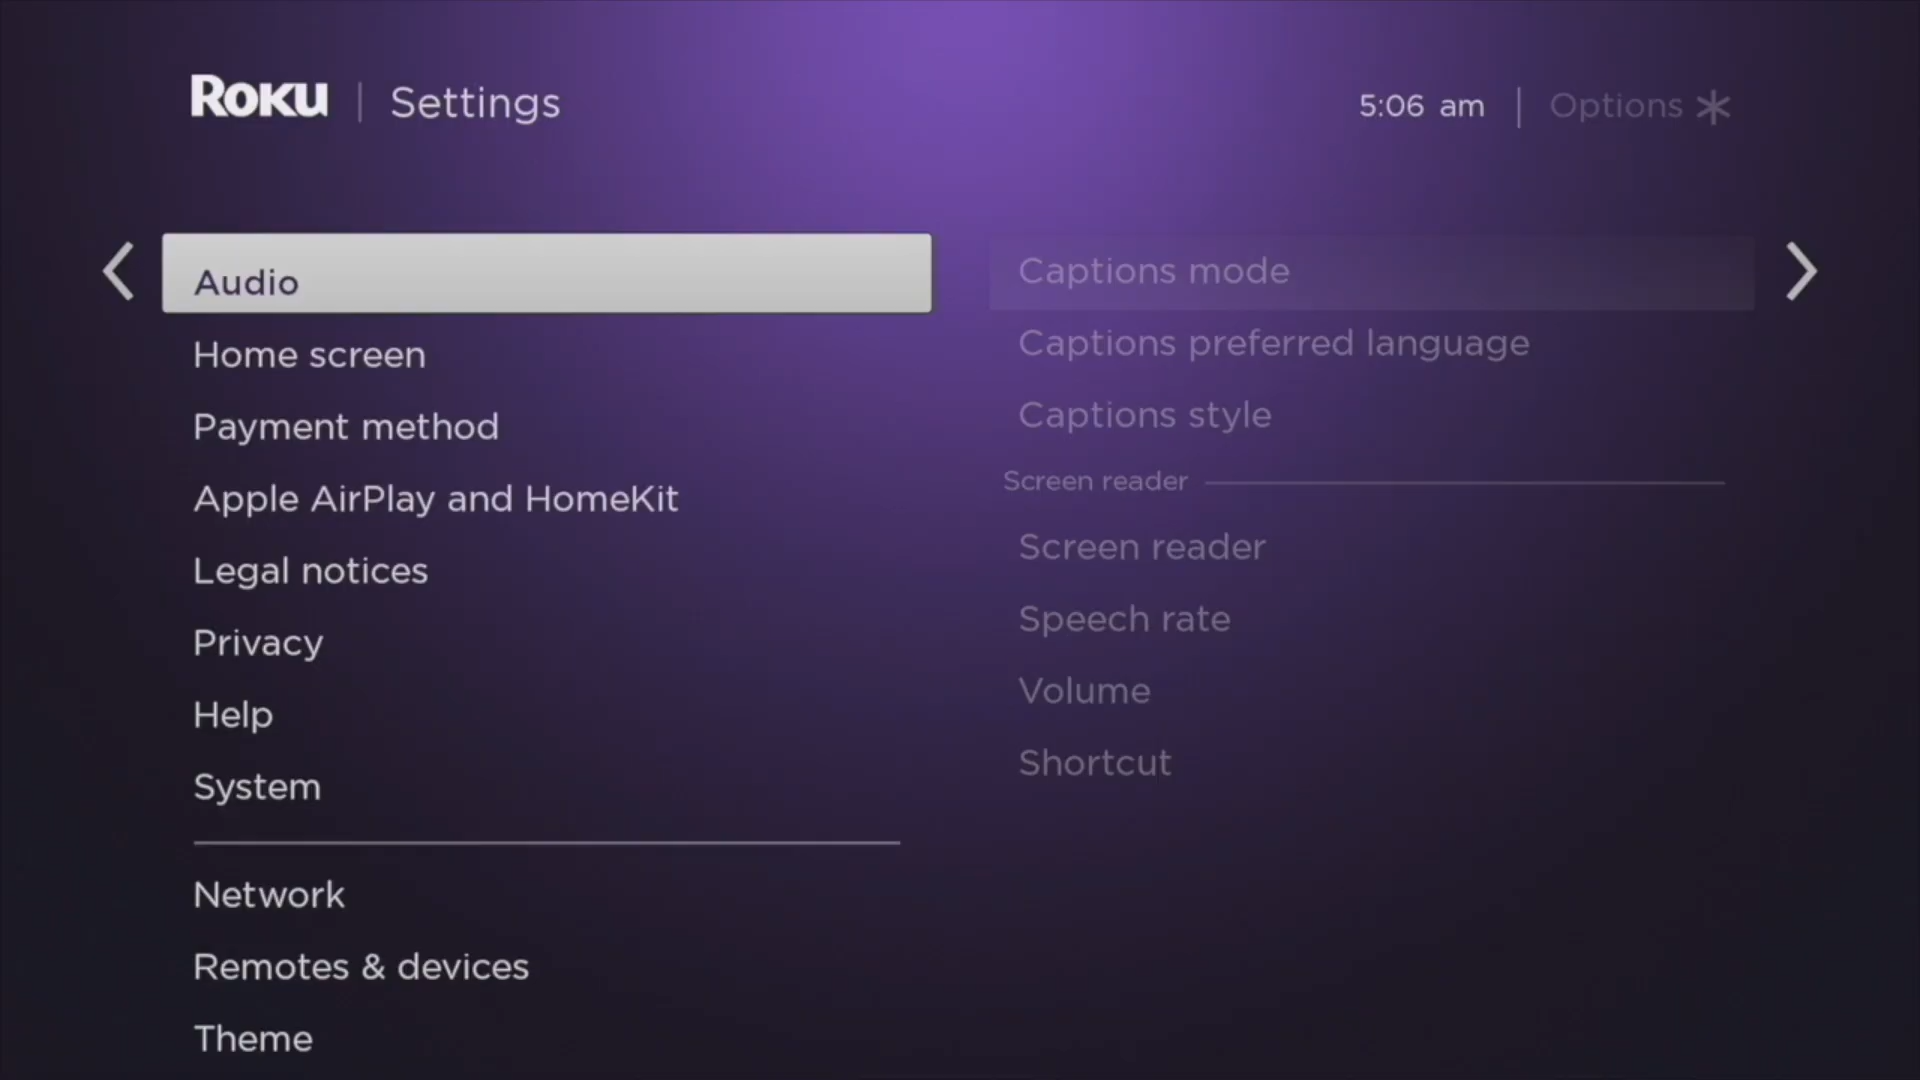 Roku | Settings
5:06 am | Options
Audio
Home screen
Payment method
Apple AirPlay and HomeKit
Legal notices
Privacy
Help
System
Network
Remotes & devices
Theme
Captions mode
Captions preferred language
Captions style
Screen reader
Screen reader
Speech rate
Volume
Shortcut